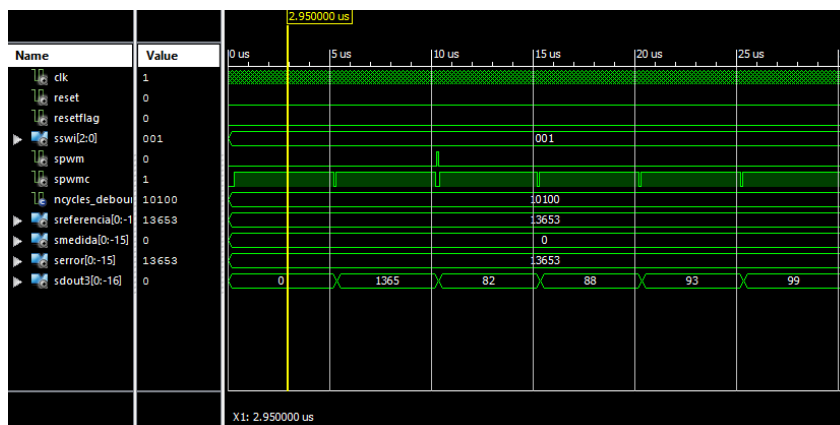 2.950000 us
Name Value 0 us 5 us 10 us 15 us 20 us 25 us
clk 1
reset 0
resetflag 0
sswi[2:0] 001 001
spwm 0
spwmc 1
ncycles_debour 10100 10100
sreferencia[0:-1 13653 13653
smedida[0:-15] 0 0
serror[0:-15] 13653 13653
sdout3[0:-16] 0 0 1365 82 88 93 99
X1: 2.950000 us